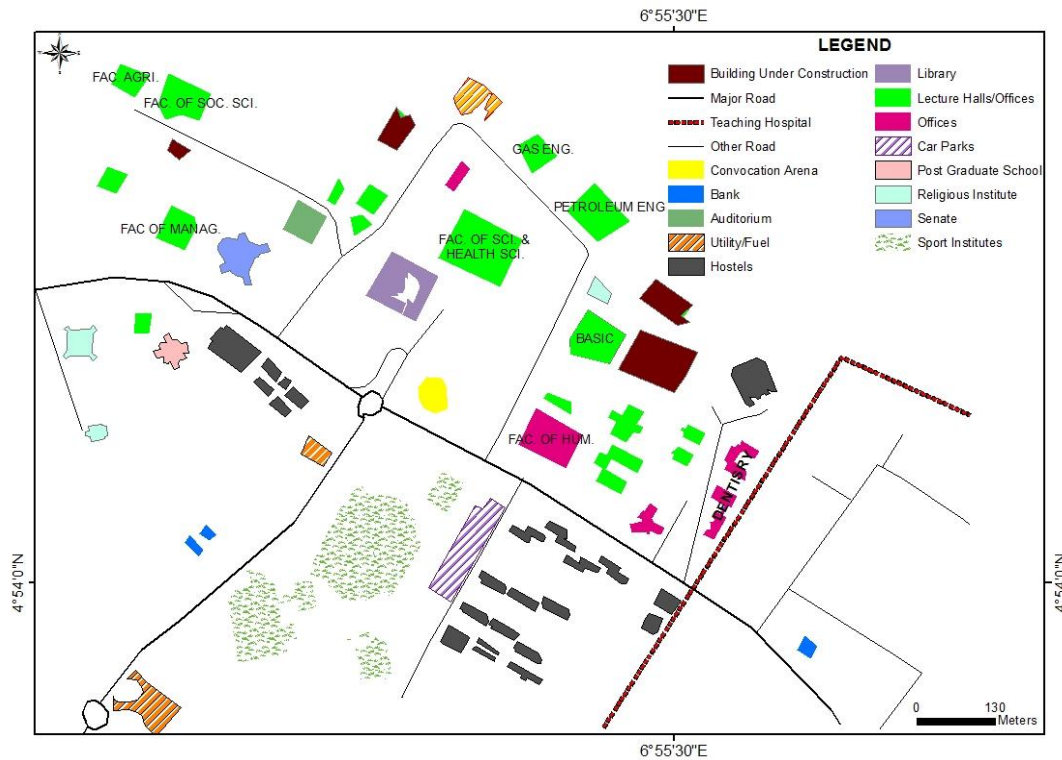 6°55'30"E
LEGEND
Building Under Construction
Major Road
Teaching Hospital
Other Road
Convocation Arena
Bank
Auditorium
Utility/Fuel
Hostels
Library
Lecture Halls/Offices
Offices
Car Parks
Post Graduate School
Religious Institute
Senate
Sport Institutes
FAC. AGRI.
FAC. OF SOC. SCI.
GAS ENG.
PETROLEUM ENG
FAC OF MANAG.
FAC. OF SCI. &
HEALTH SCI.
BASIC
FAC. OF HUM.
DENTISRY
4°54'0"N
4°54'0"N
0 130
Meters
6°55'30"E